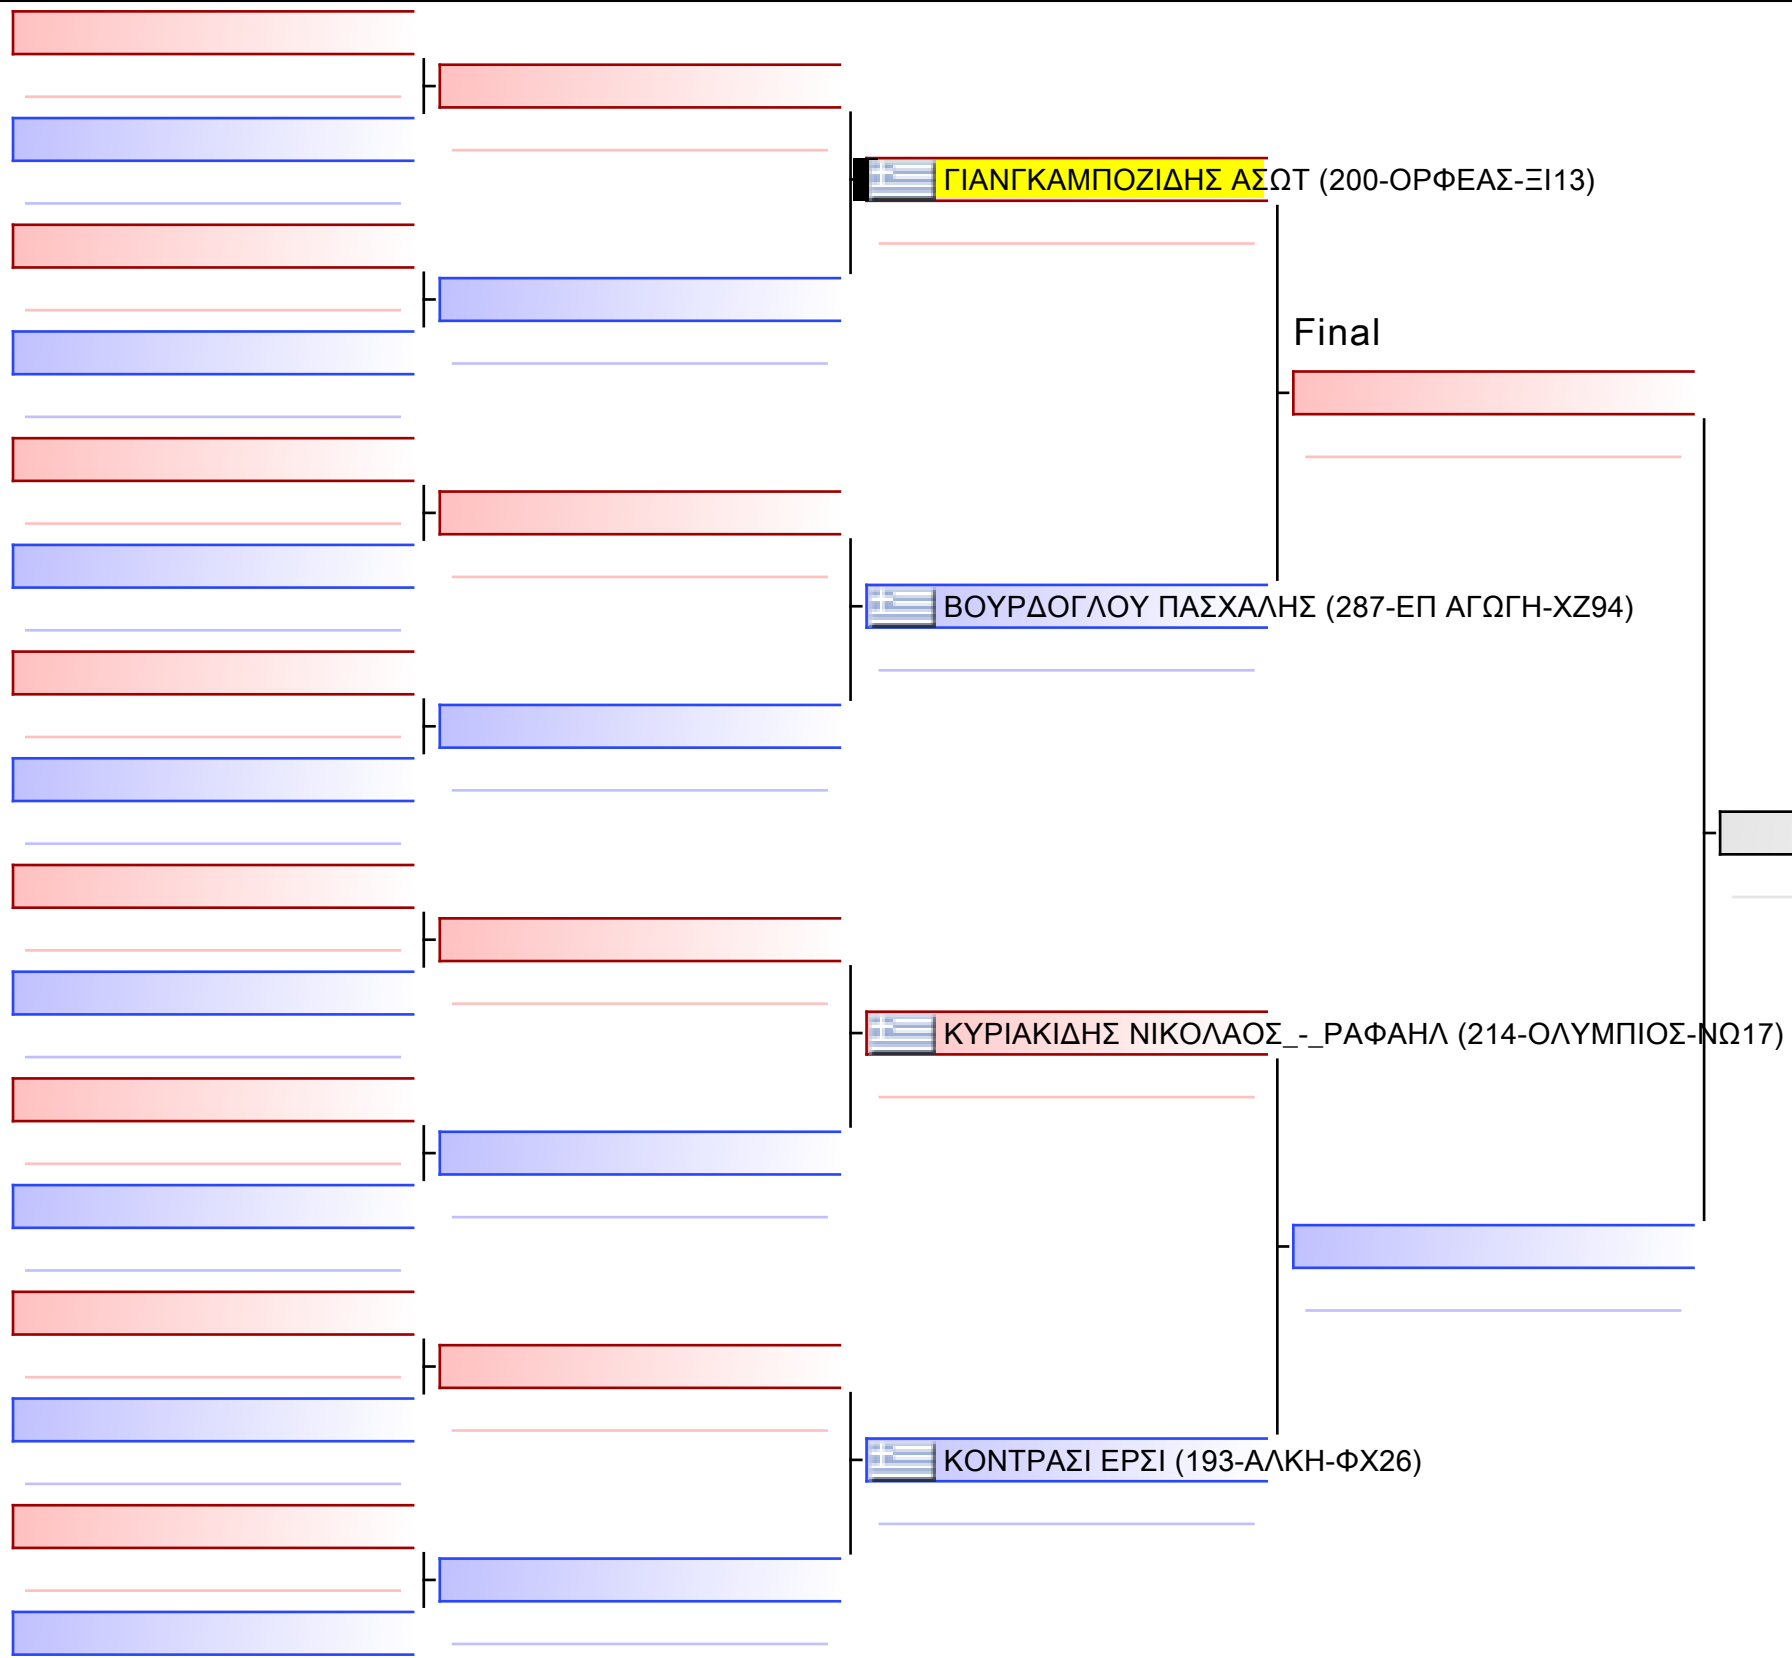 ΓΙΑΝΓΚΑΜΠΟΖΙΔΗΣ ΑΣΩΤ (200-ΟΡΦΕΑΣ-ΞΙ13)
Final
ΒΟΥΡΔΟΓΛΟΥ ΠΑΣΧΑΛΗΣ (287-ΕΠ ΑΓΩΓΗ-ΧΖ94)
ΚΥΡΙΑΚΙΔΗΣ ΝΙΚΟΛΑΟΣ_-_ΡΑΦΑΗΛ (214-ΟΛΥΜΠΙΟΣ-ΝΩ17)
ΚΟΝΤΡΑΣΙ ΕΡΣΙ (193-ΑΛΚΗ-ΦΧ26)